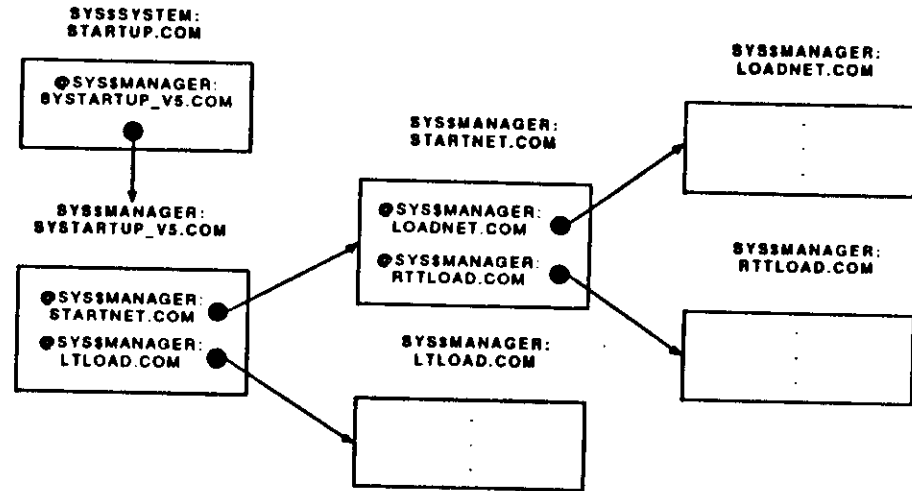 SYS$SYSTEM:
STARTUP.COM
@SYS$MANAGER:
SYSTARTUP_V5.COM
SYS$MANAGER:
SYSTARTUP_V5.COM
@SYS$MANAGER:
STARTNET.COM
@SYS$MANAGER:
LTLOAD.COM
SYS$MANAGER:
STARTNET.COM
@SYS$MANAGER:
LOADNET.COM
@SYS$MANAGER:
RTTLOAD.COM
SYS$MANAGER:
LTLOAD.COM
SYS$MANAGER:
LOADNET.COM
SYS$MANAGER:
RTTLOAD.COM